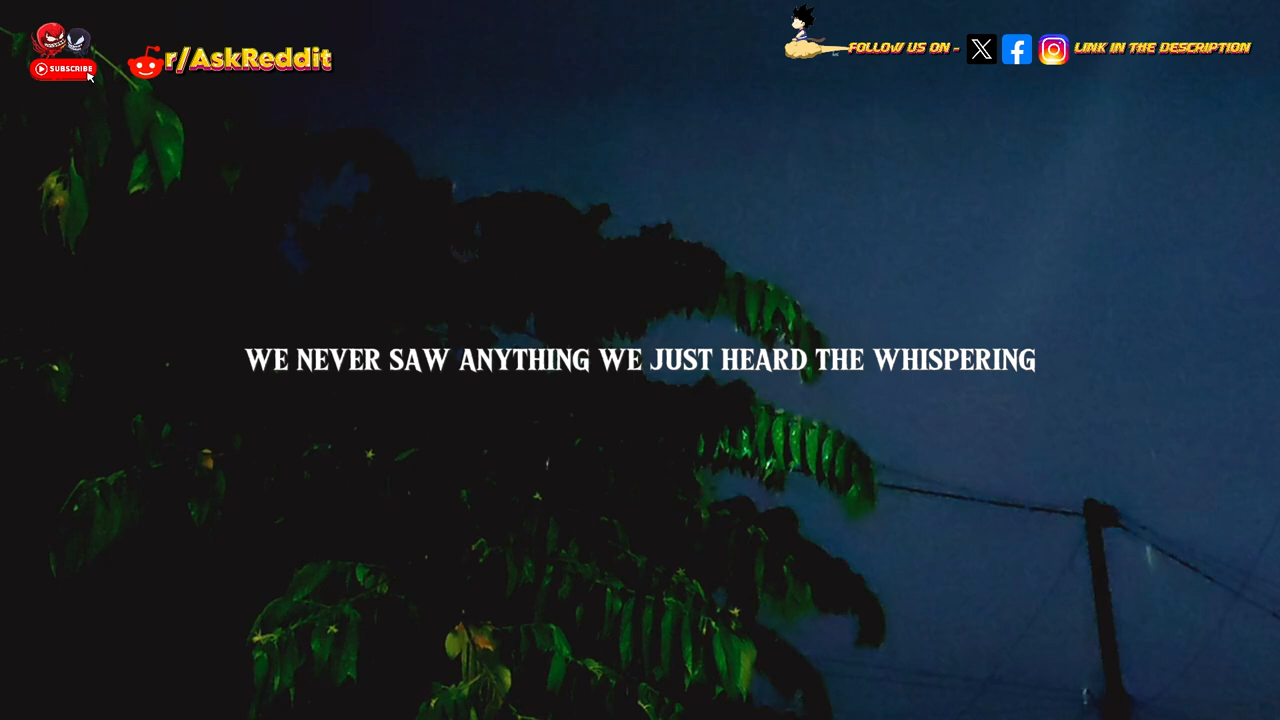 SUBSCRIBE
r/AskReddit
FOLLOW US ON -
LINK IN THE DESCRIPTION
WE NEVER SAW ANYTHING WE JUST HEARD THE WHISPERING